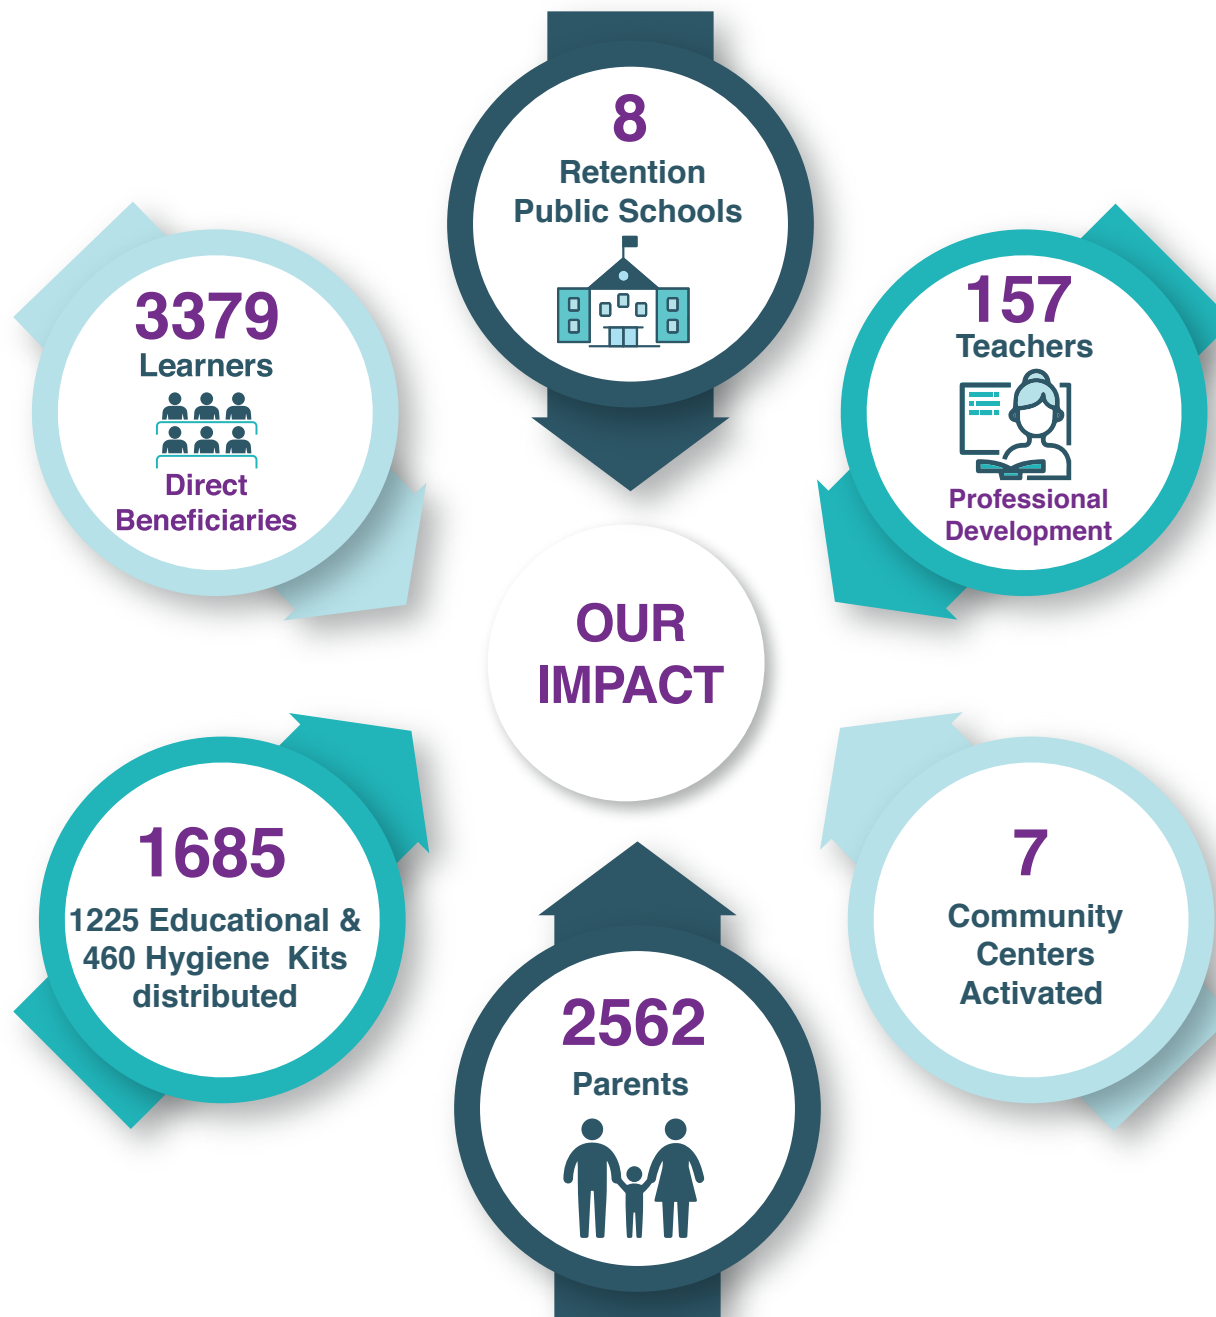 8
Retention
Public Schools
3379
Learners
Direct
Beneficiaries
157
Teachers
Professional
Development
OUR
IMPACT
1685
1225 Educational &
460 Hygiene  Kits
distributed
7
Community
Centers
Activated
2562
Parents